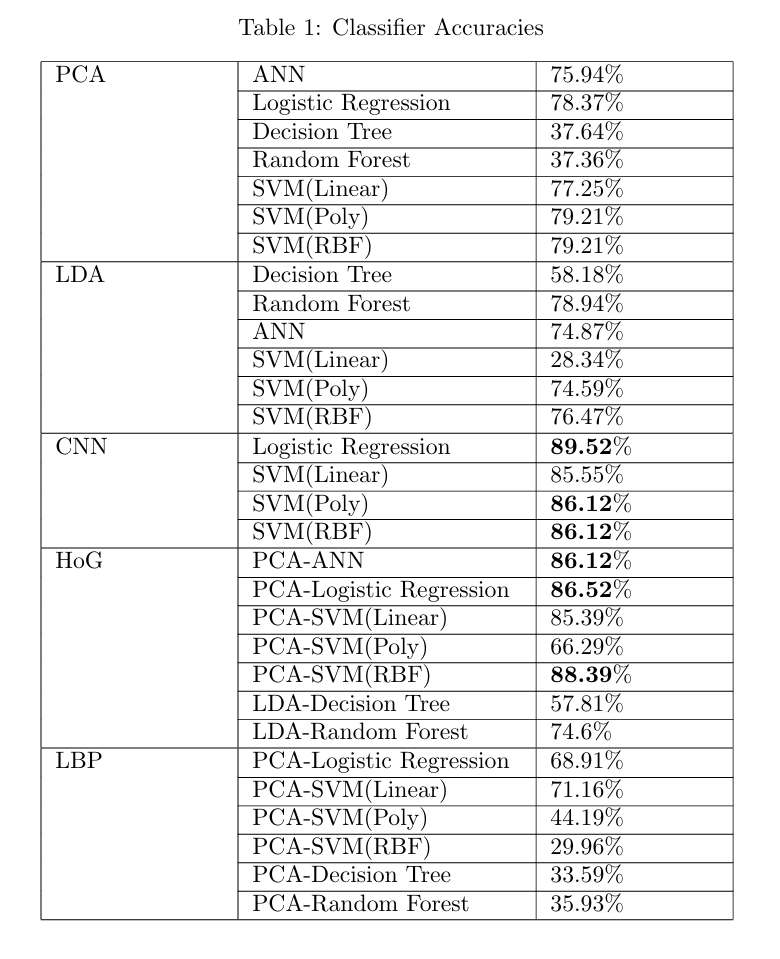 Table 1: Classifier Accuracies
PCA ANN 75.94%
Logistic Regression 78.37%
Decision Tree 37.64%
Random Forest 37.36%
SVM(Linear) 77.25%
SVM(Poly) 79.21%
SVM(RBF) 79.21%
LDA Decision Tree 58.18%
Random Forest 78.94%
ANN 74.87%
SVM(Linear) 28.34%
SVM(Poly) 74.59%
SVM(RBF) 76.47%
CNN Logistic Regression 89.52%
SVM(Linear) 85.55%
SVM(Poly) 86.12%
SVM(RBF) 86.12%
HoG PCA-ANN 86.12%
PCA-Logistic Regression 86.52%
PCA-SVM(Linear) 85.39%
PCA-SVM(Poly) 66.29%
PCA-SVM(RBF) 88.39%
LDA-Decision Tree 57.81%
LDA-Random Forest 74.6%
LBP PCA-Logistic Regression 68.91%
PCA-SVM(Linear) 71.16%
PCA-SVM(Poly) 44.19%
PCA-SVM(RBF) 29.96%
PCA-Decision Tree 33.59%
PCA-Random Forest 35.93%